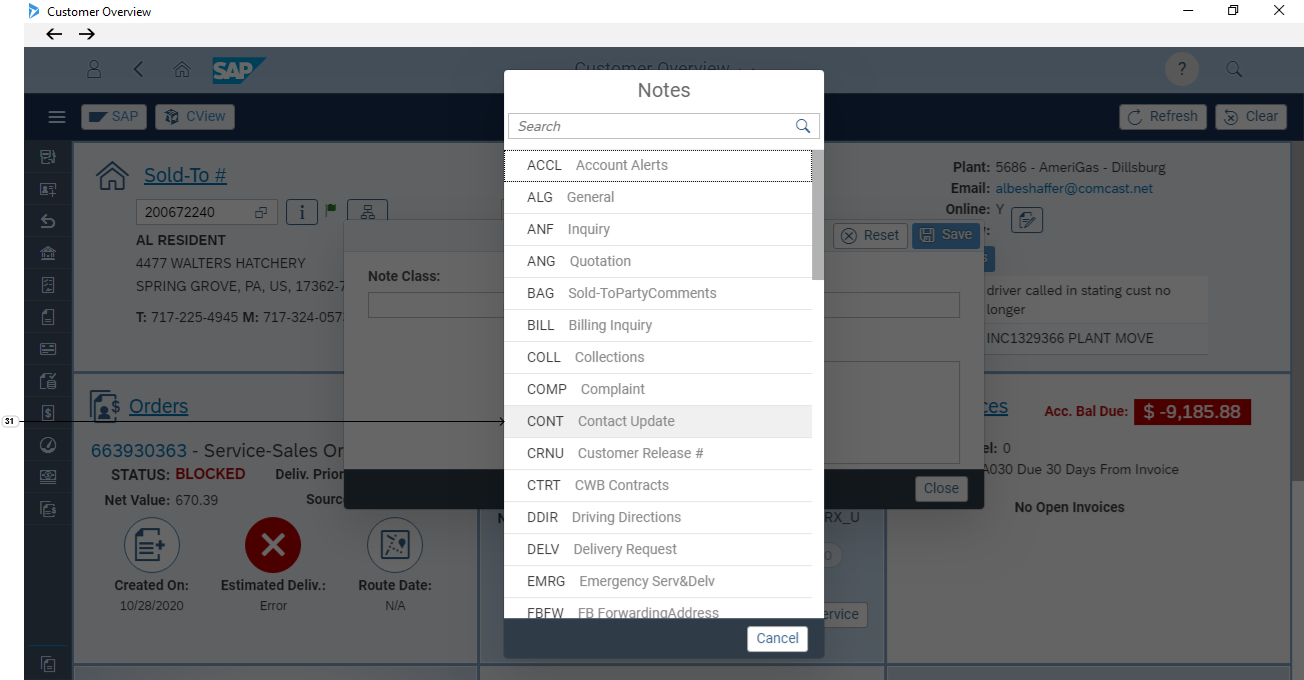 Customer Overview
SAP
Customer Overview
?
SAP
CView
Refresh
Clear
Notes
Search
ACCL Account Alerts
ALG General
ANF Inquiry
ANG Quotation
BAG Sold-ToPartyComments
BILL Billing Inquiry
COLL Collections
COMP Complaint
CONT Contact Update
CRNU Customer Release #
CTRT CWB Contracts
DDIR Driving Directions
DELV Delivery Request
EMRG Emergency Serv&Delv
FBFW FB ForwardingAddress
Cancel
Sold-To #
200672240
i
AL RESIDENT
4477 WALTERS HATCHERY
SPRING GROVE, PA, US, 17362-7
T: 717-225-4945 M: 717-324-057
Plant: 5686 - AmeriGas - Dillsburg
Email: albeshaffer@comcast.net
Online: Y
Reset
Save
Note Class:
driver called in stating cust no
longer
INC1329366 PLANT MOVE
Close
31
Orders
663930363 - Service-Sales Or
STATUS: BLOCKED Deliv. Prior
Net Value: 670.39 Sourc
Created On:
10/28/2020
Estimated Deliv.:
Error
Route Date:
N/A
RX_U
ervice
ces
Acc. Bal Due: $ -9,185.88
el: 0
A030 Due 30 Days From Invoice
No Open Invoices